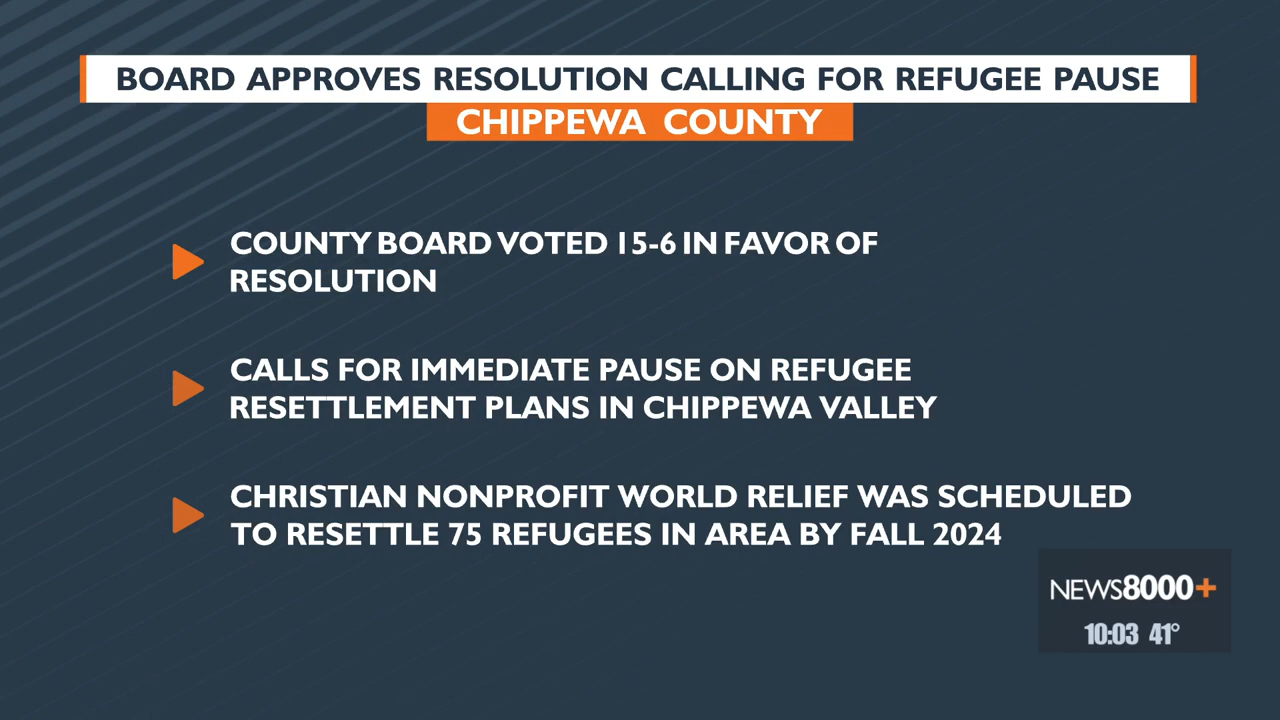 BOARD APPROVES RESOLUTION CALLING FOR REFUGEE PAUSE
CHIPPEWA COUNTY
COUNTY BOARD VOTED 15-6 IN FAVOR OF
RESOLUTION
CALLS FOR IMMEDIATE PAUSE ON REFUGEE
RESETTLEMENT PLANS IN CHIPPEWA VALLEY
CHRISTIAN NONPROFIT WORLD RELIEF WAS SCHEDULED
TO RESETTLE 75 REFUGEES IN AREA BY FALL 2024
NEWS8000+
10:03 41°